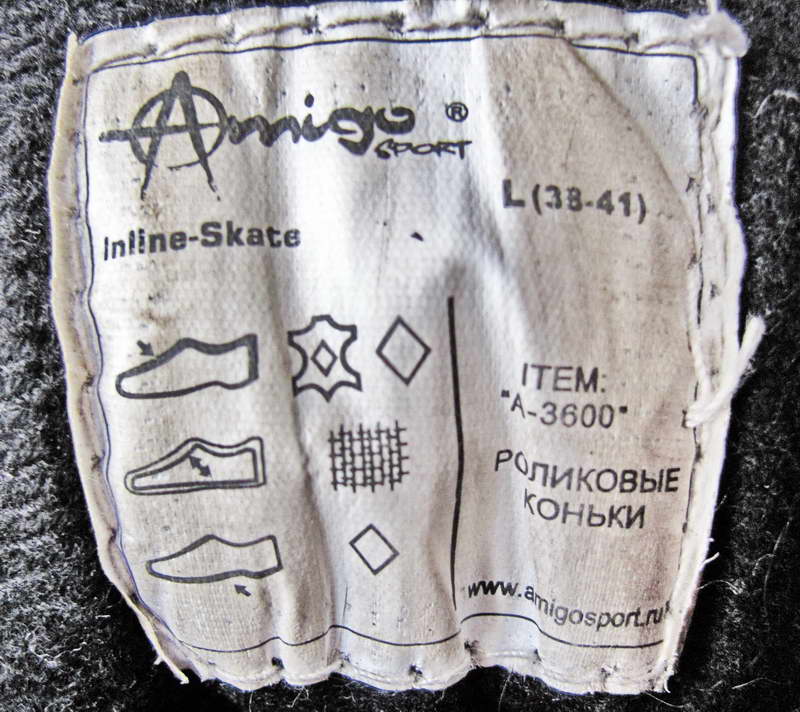 Amigo ®
SPORT
L (38-41)
Inline-Skate
ITEM:
"A-3600"
РОЛИКОВЫЕ
КОНЬКИ
www.amigosport.ru